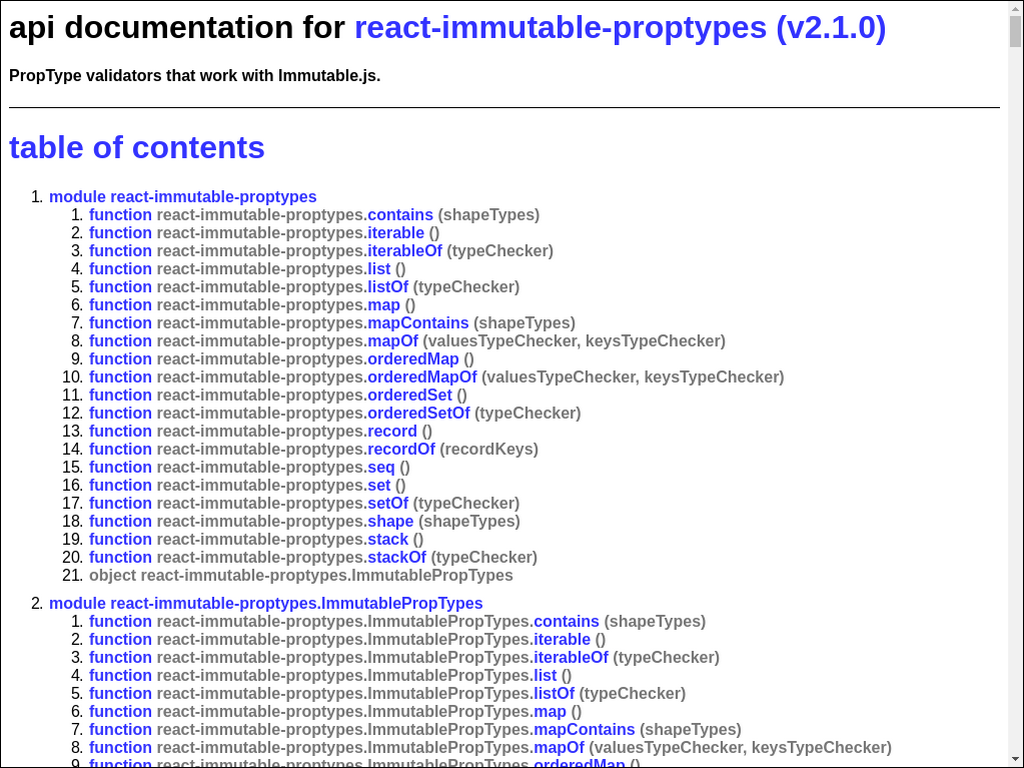 api documentation for react-immutable-proptypes (v2.1.0)
PropType validators that work with Immutable.js.
table of contents
1. module react-immutable-proptypes
1. function react-immutable-proptypes.contains (shapeTypes)
2. function react-immutable-proptypes.iterable ()
3. function react-immutable-proptypes.iterableOf (typeChecker)
4. function react-immutable-proptypes.list ()
5. function react-immutable-proptypes.listOf (typeChecker)
6. function react-immutable-proptypes.map ()
7. function react-immutable-proptypes.mapContains (shapeTypes)
8. function react-immutable-proptypes.mapOf (valuesTypeChecker, keysTypeChecker)
9. function react-immutable-proptypes.orderedMap ()
10. function react-immutable-proptypes.orderedMapOf (valuesTypeChecker, keysTypeChecker)
11. function react-immutable-proptypes.orderedSet ()
12. function react-immutable-proptypes.orderedSetOf (typeChecker)
13. function react-immutable-proptypes.record ()
14. function react-immutable-proptypes.recordOf (recordKeys)
15. function react-immutable-proptypes.seq ()
16. function react-immutable-proptypes.set ()
17. function react-immutable-proptypes.setOf (typeChecker)
18. function react-immutable-proptypes.shape (shapeTypes)
19. function react-immutable-proptypes.stack ()
20. function react-immutable-proptypes.stackOf (typeChecker)
21. object react-immutable-proptypes.ImmutablePropTypes
2. module react-immutable-proptypes.ImmutablePropTypes
1. function react-immutable-proptypes.ImmutablePropTypes.contains (shapeTypes)
2. function react-immutable-proptypes.ImmutablePropTypes.iterable ()
3. function react-immutable-proptypes.ImmutablePropTypes.iterableOf (typeChecker)
4. function react-immutable-proptypes.ImmutablePropTypes.list ()
5. function react-immutable-proptypes.ImmutablePropTypes.listOf (typeChecker)
6. function react-immutable-proptypes.ImmutablePropTypes.map ()
7. function react-immutable-proptypes.ImmutablePropTypes.mapContains (shapeTypes)
8. function react-immutable-proptypes.ImmutablePropTypes.mapOf (valuesTypeChecker, keysTypeChecker)
9. function react-immutable-proptypes.ImmutablePropTypes.orderedMap ()